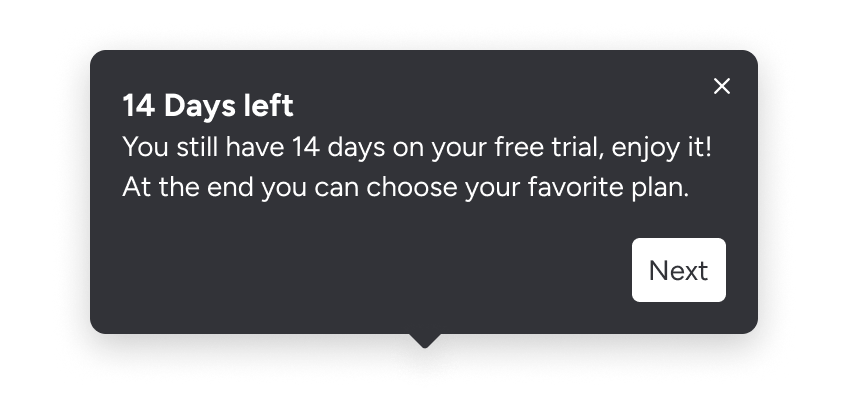 14 Days left
You still have 14 days on your free trial, enjoy it!
At the end you can choose your favorite plan.
Next